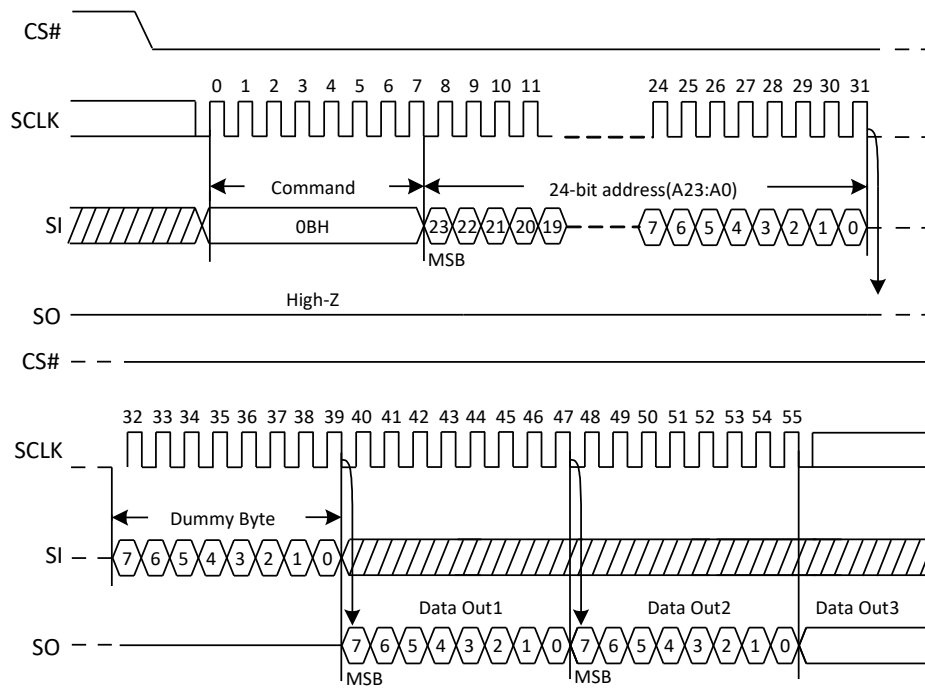 CS#
0 1 2 3 4 5 6 7 8 9 10 11 24 25 26 27 28 29 30 31
SCLK
Command 24-bit address(A23:A0)
SI 0BH 23 22 21 20 19 7 6 5 4 3 2 1 0
MSB
High-Z
SO
CS#
32 33 34 35 36 37 38 39 40 41 42 43 44 45 46 47 48 49 50 51 52 53 54 55
SCLK
Dummy Byte
SI 7 6 5 4 3 2 1 0
Data Out1 Data Out2 Data Out3
SO 7 6 5 4 3 2 1 0 7 6 5 4 3 2 1 0
MSB MSB